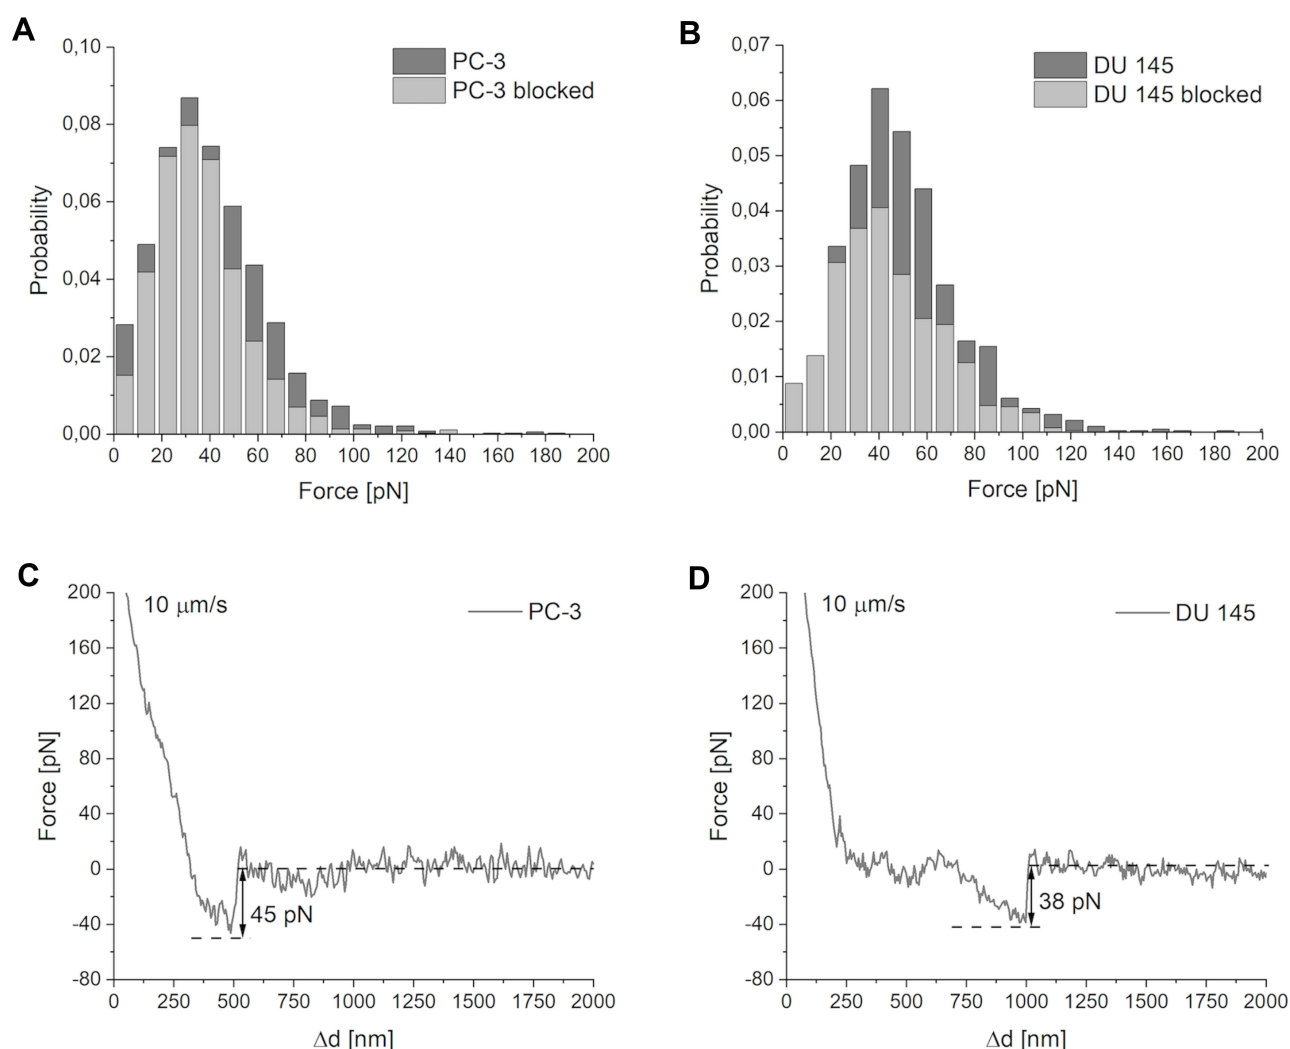 A
PC-3
PC-3 blocked
0,10
0,08
0,06
0,04
0,02
0,00
Probability
0 20 40 60 80 100 120 140 160 180 200
Force [pN]
B
DU 145
DU 145 blocked
0,07
0,06
0,05
0,04
0,03
0,02
0,01
0,00
Probability
0 20 40 60 80 100 120 140 160 180 200
Force [pN]
C
10 μm/s
PC-3
200
160
120
80
40
0
-40
-80
Force [pN]
45 pN
0 250 500 750 1000 1250 1500 1750 2000
Δd [nm]
D
10 μm/s
DU 145
200
160
120
80
40
0
-40
-80
Force [pN]
38 pN
0 250 500 750 1000 1250 1500 1750 2000
Δd [nm]